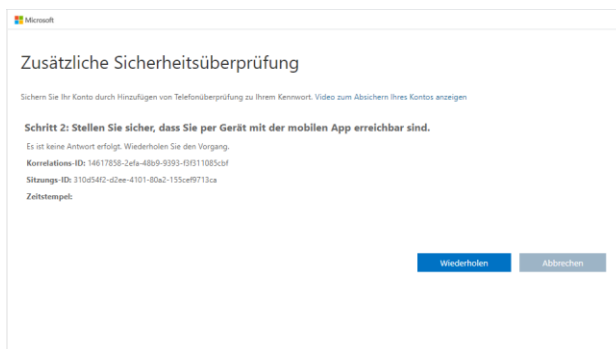 Microsoft
Zusätzliche Sicherheitsüberprüfung
Sichern Sie Ihr Konto durch Hinzufügen von Telefonüberprüfung zu Ihrem Kennwort. Video zum Absichern Ihres Kontos anzeigen
Schritt 2: Stellen Sie sicher, dass Sie per Gerät mit der mobilen App erreichbar sind.
Es ist keine Antwort erfolgt. Wiederholen Sie den Vorgang.
Korrelations-ID: 14617858-2efa-48b9-9393-f3f311085cbf
Sitzungs-ID: 310d54f2-d2ee-4101-80a2-155cef9713ca
Zeitstempel:
Wiederholen Abbrechen